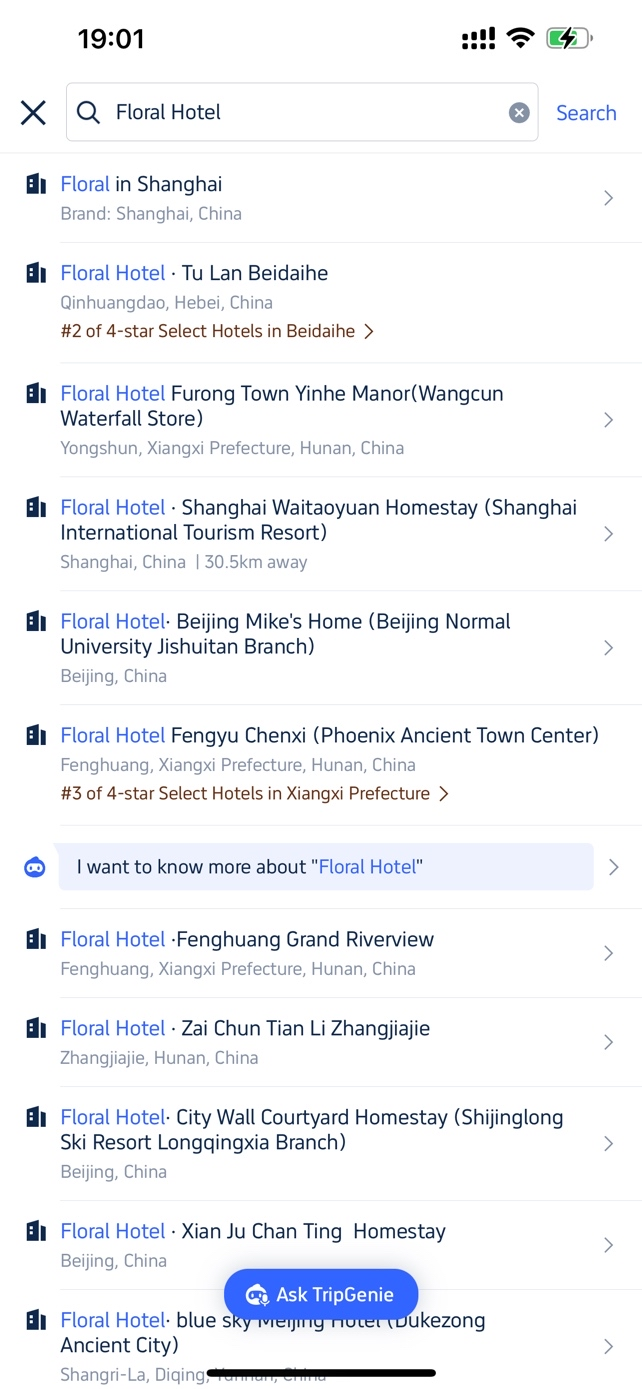 19:01
Floral Hotel
Search
Floral in Shanghai
Brand: Shanghai, China
Floral Hotel · Tu Lan Beidaihe
Qinhuangdao, Hebei, China
#2 of 4-star Select Hotels in Beidaihe
Floral Hotel Furong Town Yinhe Manor(Wangcun
Waterfall Store)
Yongshun, Xiangxi Prefecture, Hunan, China
Floral Hotel · Shanghai Waitaoyuan Homestay (Shanghai
International Tourism Resort)
Shanghai, China | 30.5km away
Floral Hotel· Beijing Mike's Home (Beijing Normal
University Jishuitan Branch)
Beijing, China
Floral Hotel Fengyu Chenxi (Phoenix Ancient Town Center)
Fenghuang, Xiangxi Prefecture, Hunan, China
#3 of 4-star Select Hotels in Xiangxi Prefecture
I want to know more about "Floral Hotel"
Floral Hotel ·Fenghuang Grand Riverview
Fenghuang, Xiangxi Prefecture, Hunan, China
Floral Hotel · Zai Chun Tian Li Zhangjiajie
Zhangjiajie, Hunan, China
Floral Hotel· City Wall Courtyard Homestay (Shijinglong
Ski Resort Longqingxia Branch)
Beijing, China
Floral Hotel · Xian Ju Chan Ting  Homestay
Beijing, China
Ask TripGenie
Floral Hotel· blue sky Meijing Hotel (Dukezong
Ancient City)
Shangri-La, Diqing, Yunnan, China